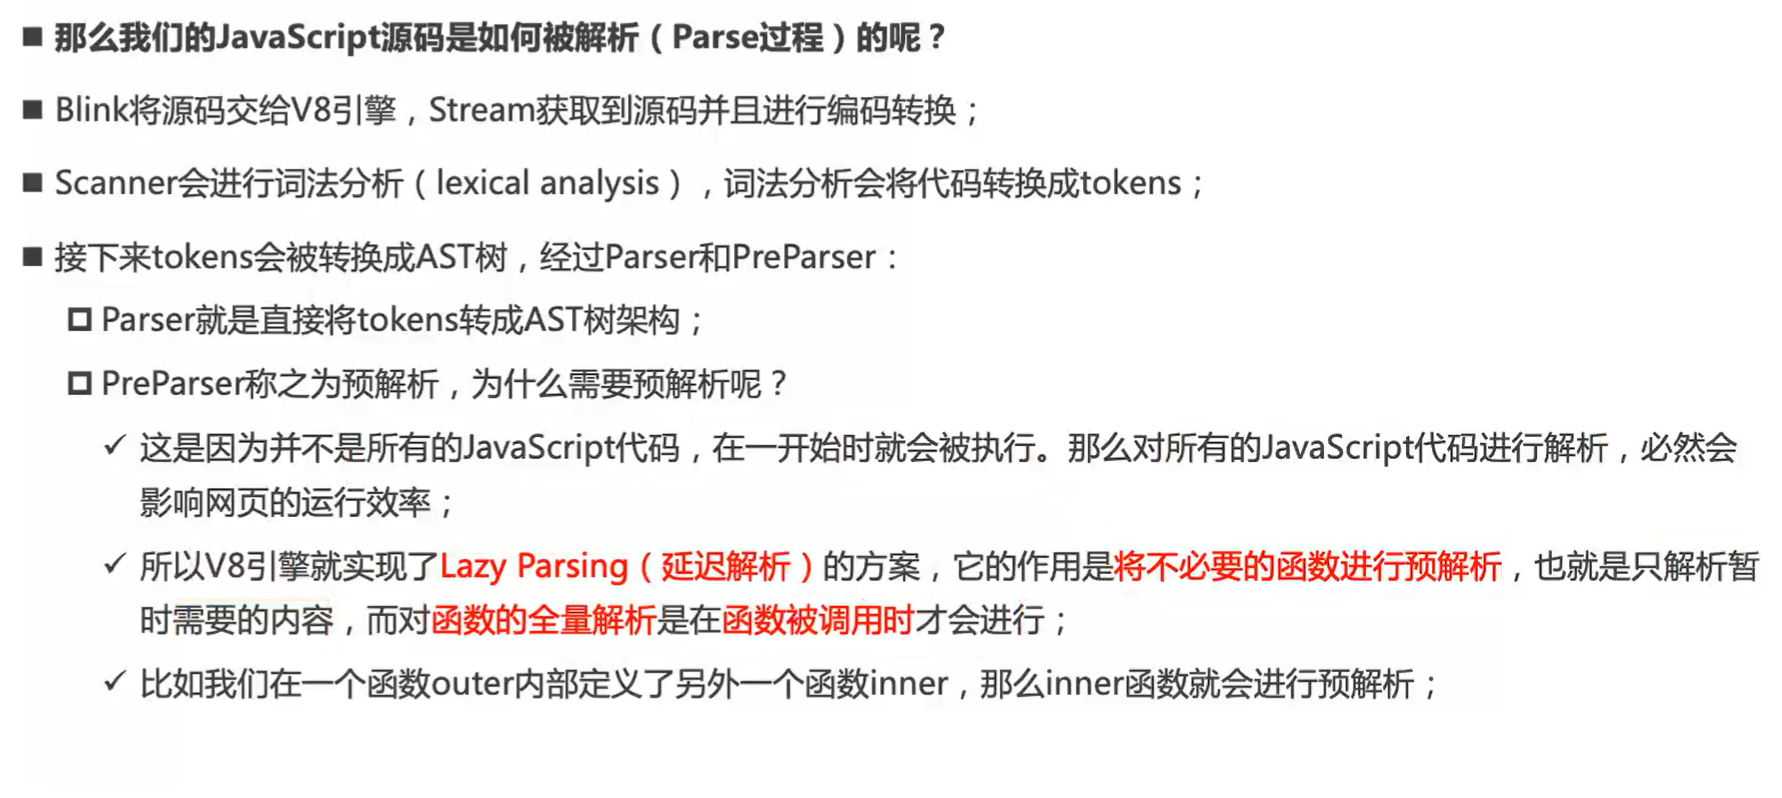 ■ 那么我们的JavaScript源码是如何被解析（Parse过程）的呢？
■ Blink将源码交给V8引擎，Stream获取到源码并且进行编码转换；
■ Scanner会进行词法分析（lexical analysis），词法分析会将代码转换成tokens；
■ 接下来tokens会被转换成AST树，经过Parser和PreParser：
Parser就是直接将tokens转成AST树架构；
PreParser称之为预解析，为什么需要预解析呢？
✓ 这是因为并不是所有的JavaScript代码，在一开始时就会被执行。那么对所有的JavaScript代码进行解析，必然会
影响网页的运行效率；
✓ 所以V8引擎就实现了Lazy Parsing（延迟解析）的方案，它的作用是将不必要的函数进行预解析，也就是只解析暂
时需要的内容，而对函数的全量解析是在函数被调用时才会进行；
✓ 比如我们在一个函数outer内部定义了另外一个函数inner，那么inner函数就会进行预解析；